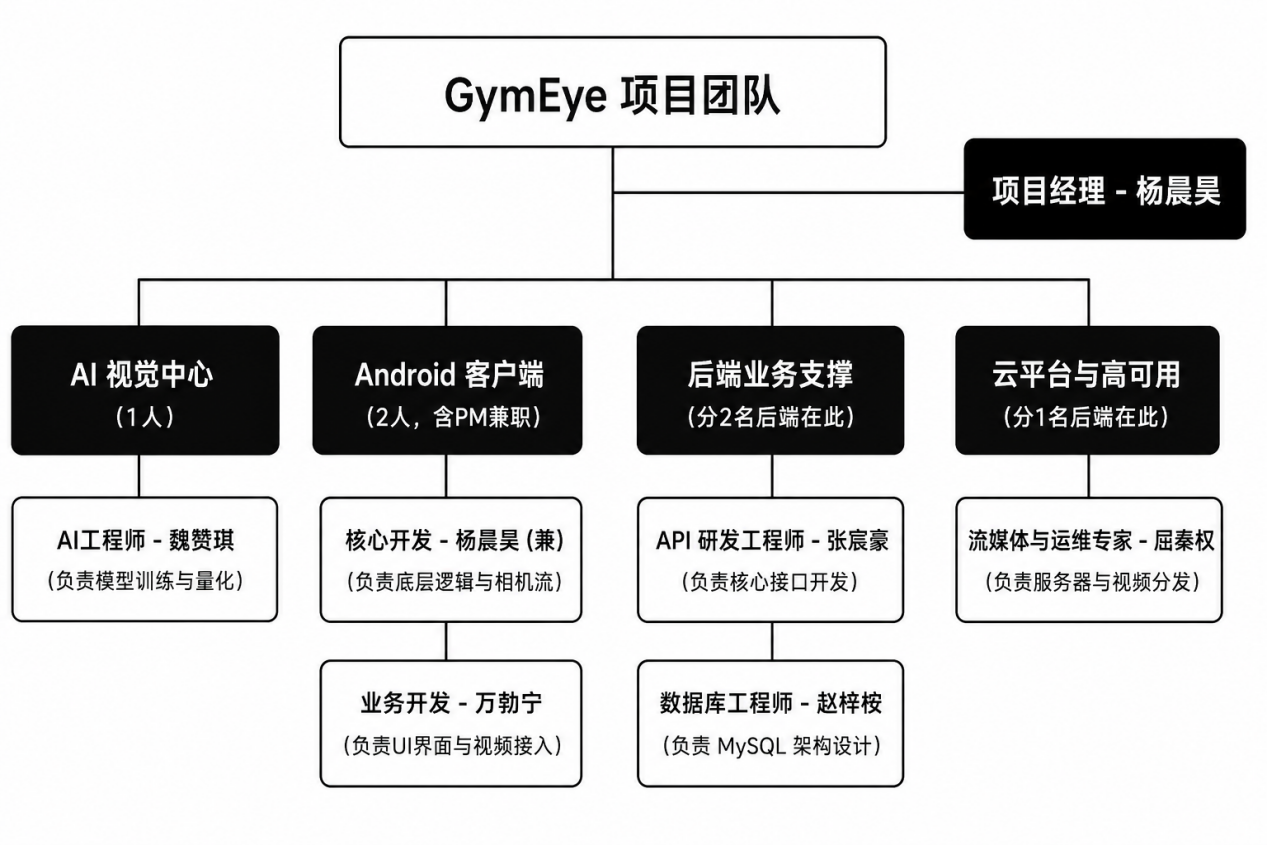 GymEye 项目团队
项目经理 - 杨晨昊
AI 视觉中心
（1人）
Android 客户端
（2人，含PM兼职）
后端业务支撑
（分2名后端在此）
云平台与高可用
（分1名后端在此）
AI工程师 - 魏赞琪
（负责模型训练与量化）
核心开发 - 杨晨昊 (兼)
（负责底层逻辑与相机流）
API 研发工程师 - 张宸豪
（负责核心接口开发）
流媒体与运维专家 - 屈秦权
（负责服务器与视频分发）
业务开发 - 万勃宁
（负责UI界面与视频接入）
数据库工程师 - 赵梓桉
（负责 MySQL 架构设计）